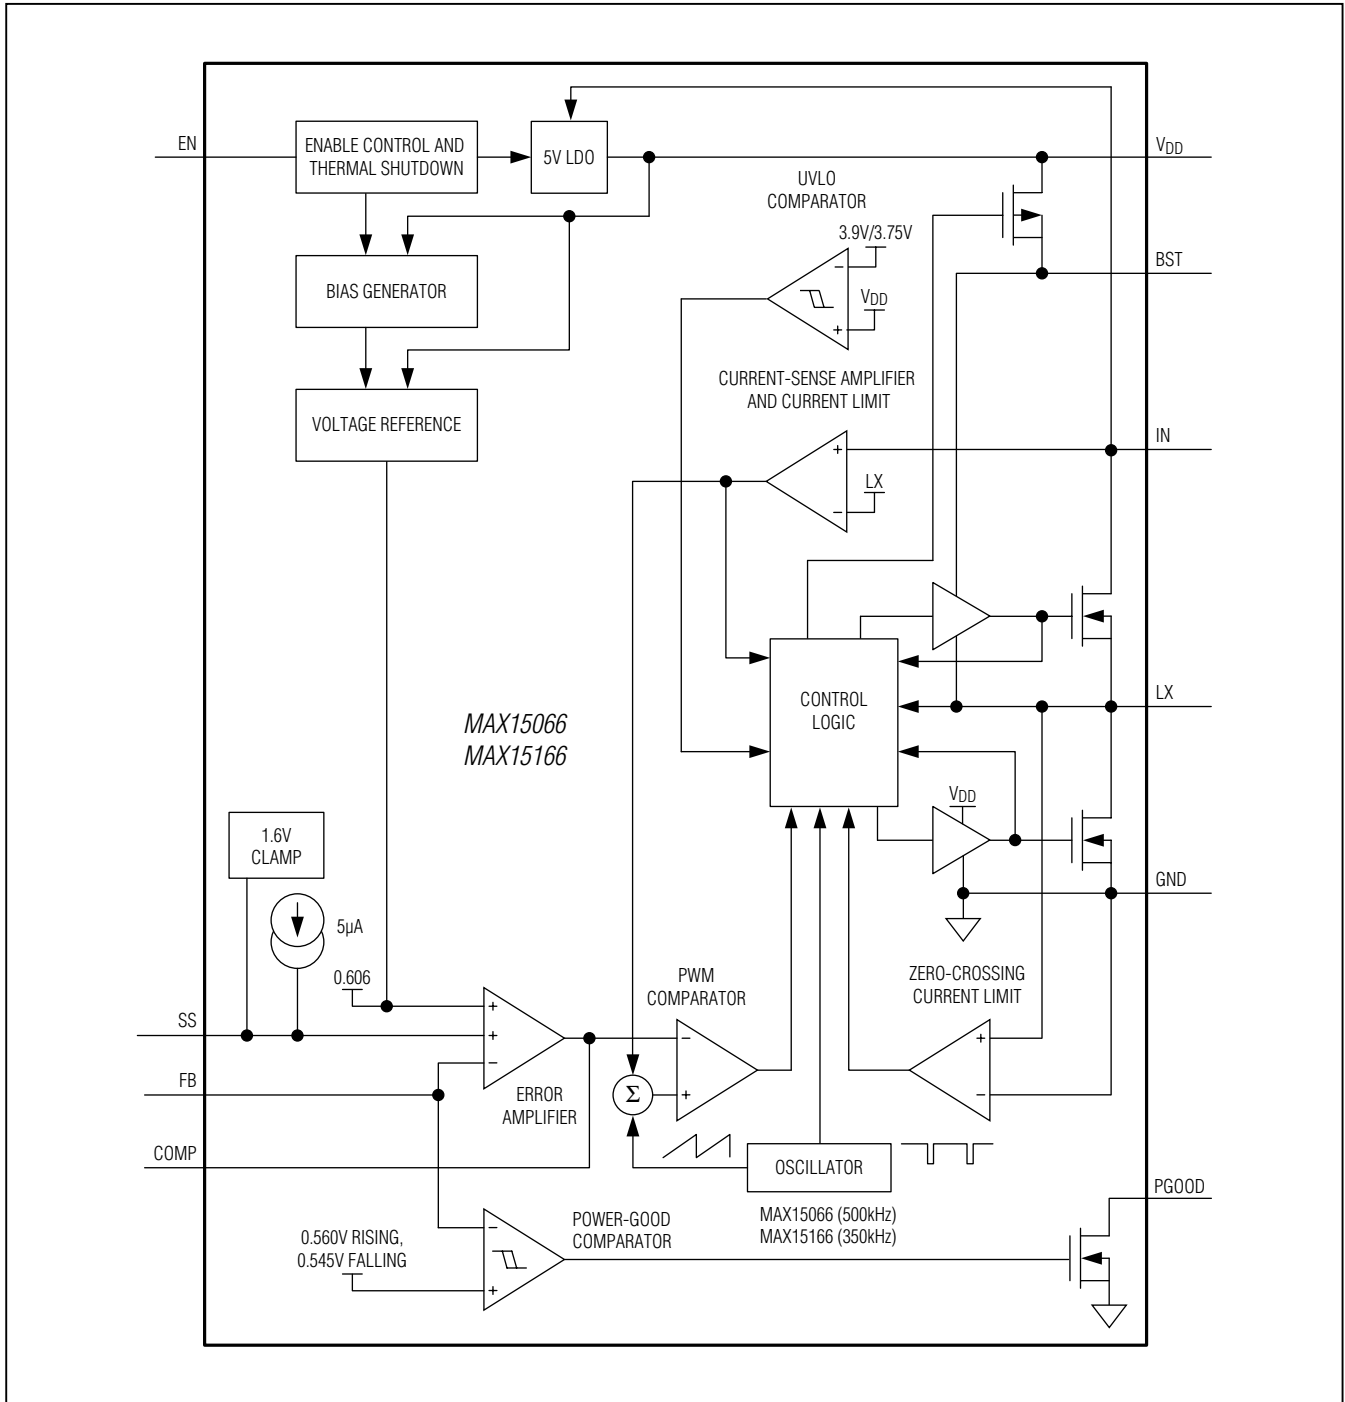 EN
ENABLE CONTROL AND
THERMAL SHUTDOWN
5V LDO
VDD
UVLO
COMPARATOR
3.9V/3.75V
−
VDD
+
BST
BIAS GENERATOR
VOLTAGE REFERENCE
CURRENT-SENSE AMPLIFIER
AND CURRENT LIMIT
+
LX
−
IN
CONTROL
LOGIC
LX
MAX15066
MAX15166
VDD
1.6V
CLAMP
5µA
GND
0.606
PWM
COMPARATOR
ZERO-CROSSING
CURRENT LIMIT
SS
+
+
−
FB
ERROR
AMPLIFIER
−
+
Σ
+
−
COMP
OSCILLATOR
MAX15066 (500kHz)
MAX15166 (350kHz)
PGOOD
0.560V RISING,
0.545V FALLING
−
+
POWER-GOOD
COMPARATOR